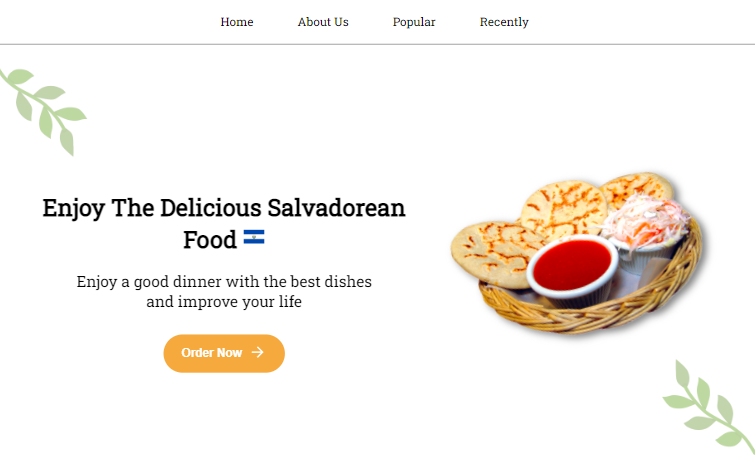 Home About Us Popular Recently
Enjoy The Delicious Salvadorean
Food
Enjoy a good dinner with the best dishes
and improve your life
Order Now →